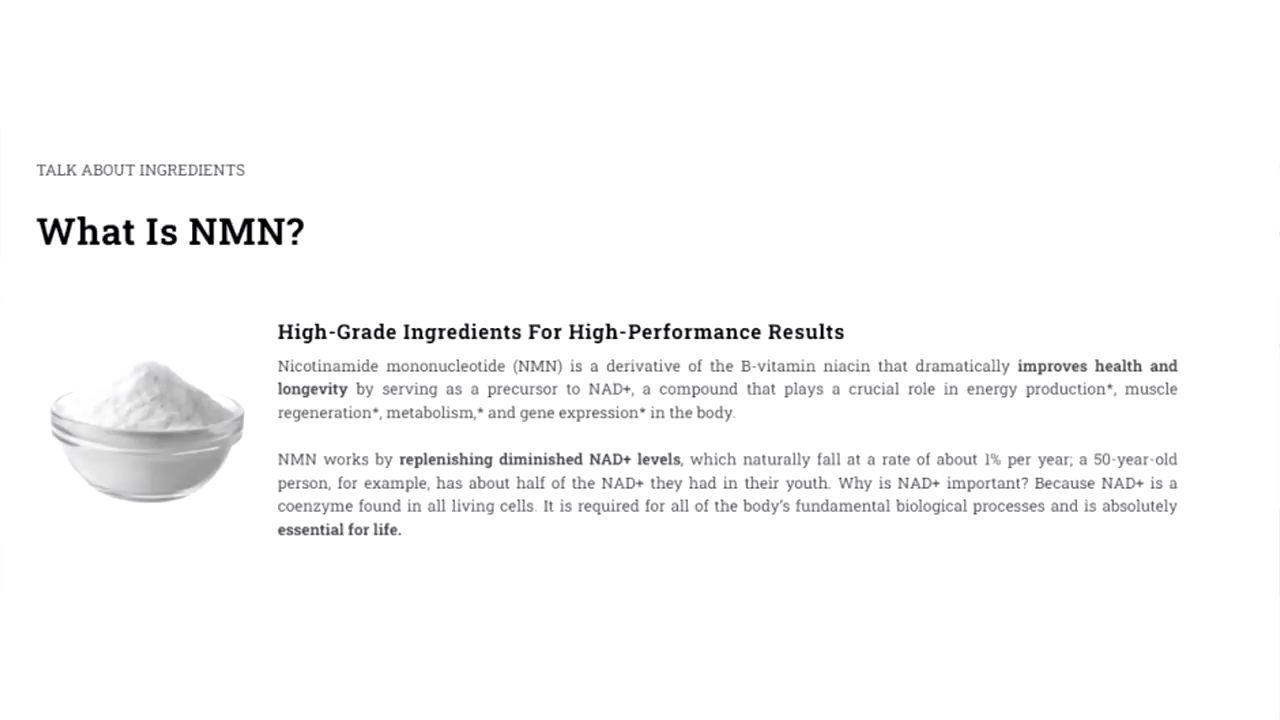 TALK ABOUT INGREDIENTS
What Is NMN?
High-Grade Ingredients For High-Performance Results
Nicotinamide mononucleotide (NMN) is a derivative of the B-vitamin niacin that dramatically improves health and
longevity by serving as a precursor to NAD+, a compound that plays a crucial role in energy production*, muscle
regeneration*, metabolism,* and gene expression* in the body.
NMN works by replenishing diminished NAD+ levels, which naturally fall at a rate of about 1% per year; a 50-year-old
person, for example, has about half of the NAD+ they had in their youth. Why is NAD+ important? Because NAD+ is a
coenzyme found in all living cells. It is required for all of the body's fundamental biological processes and is absolutely
essential for life.